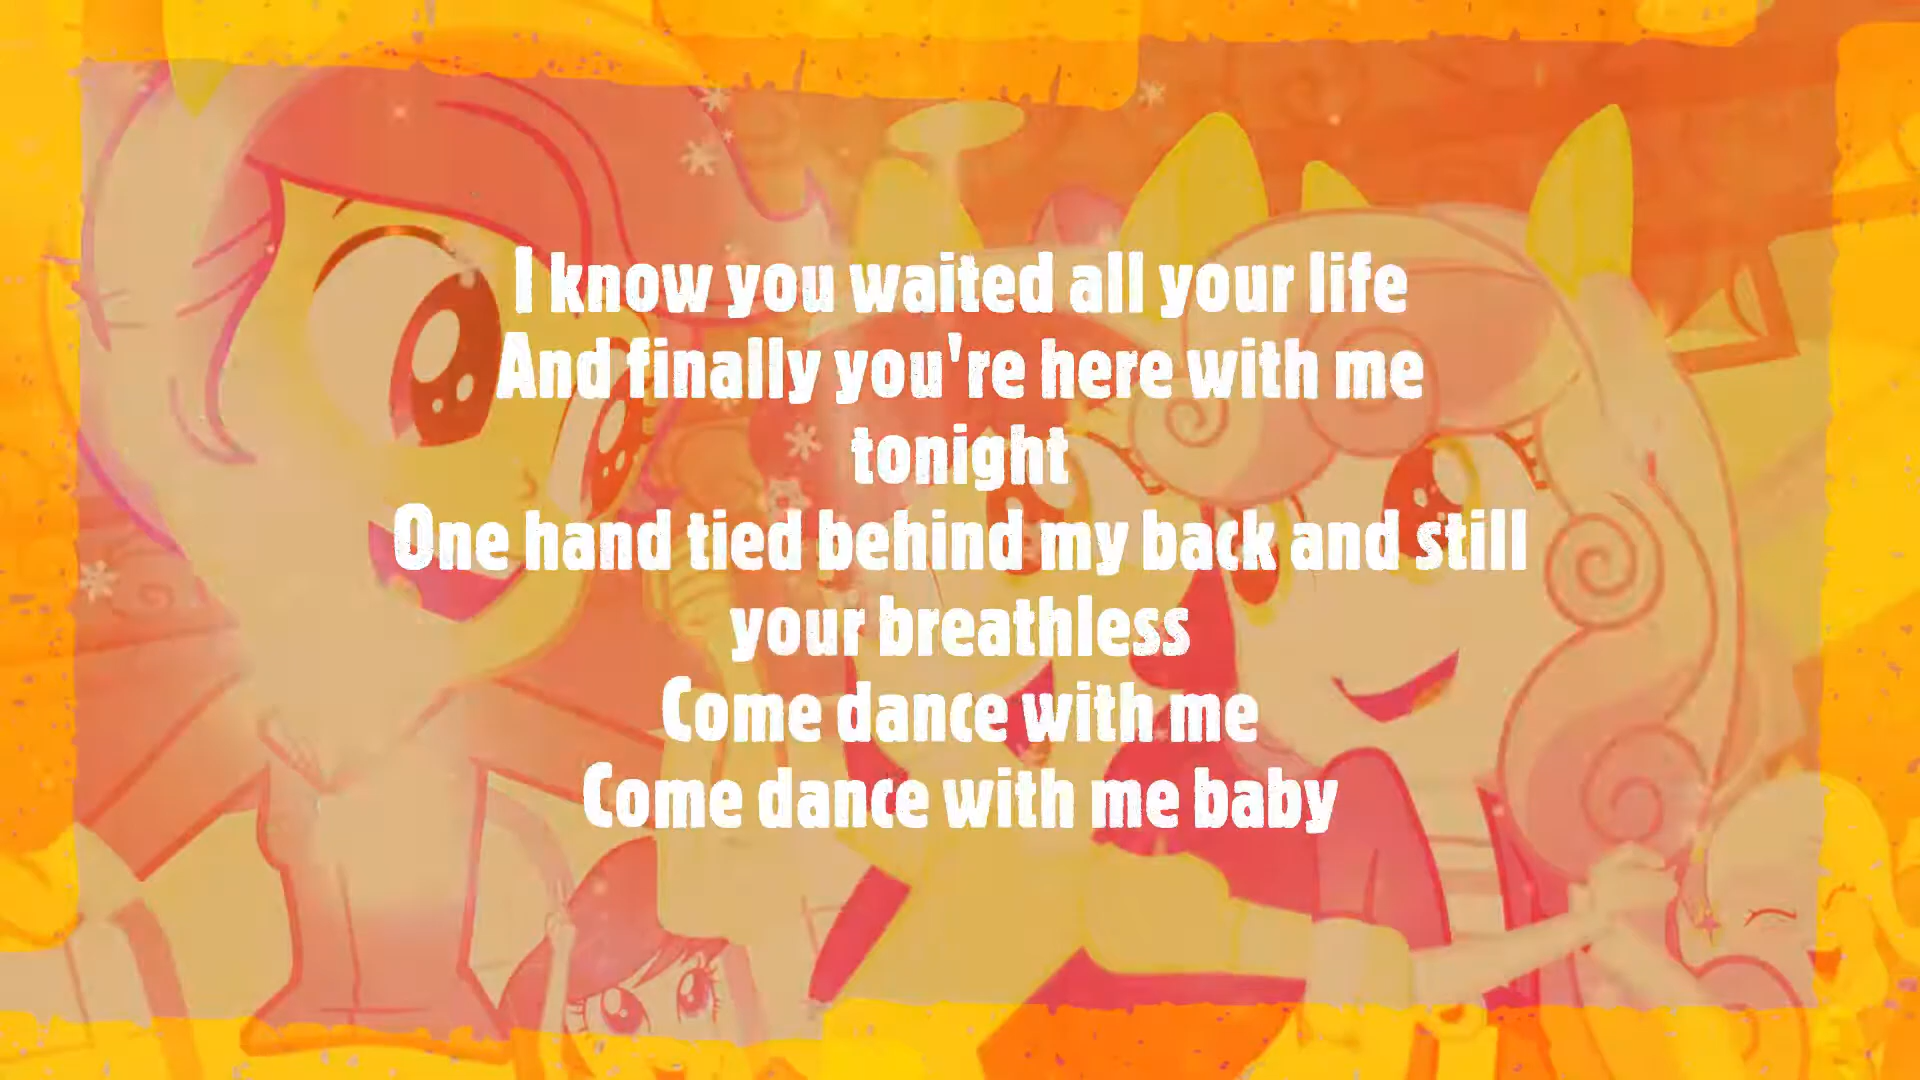 I know you waited all your life
And finally you're here with me
tonight
One hand tied behind my back and still
your breathless
Come dance with me
Come dance with me baby